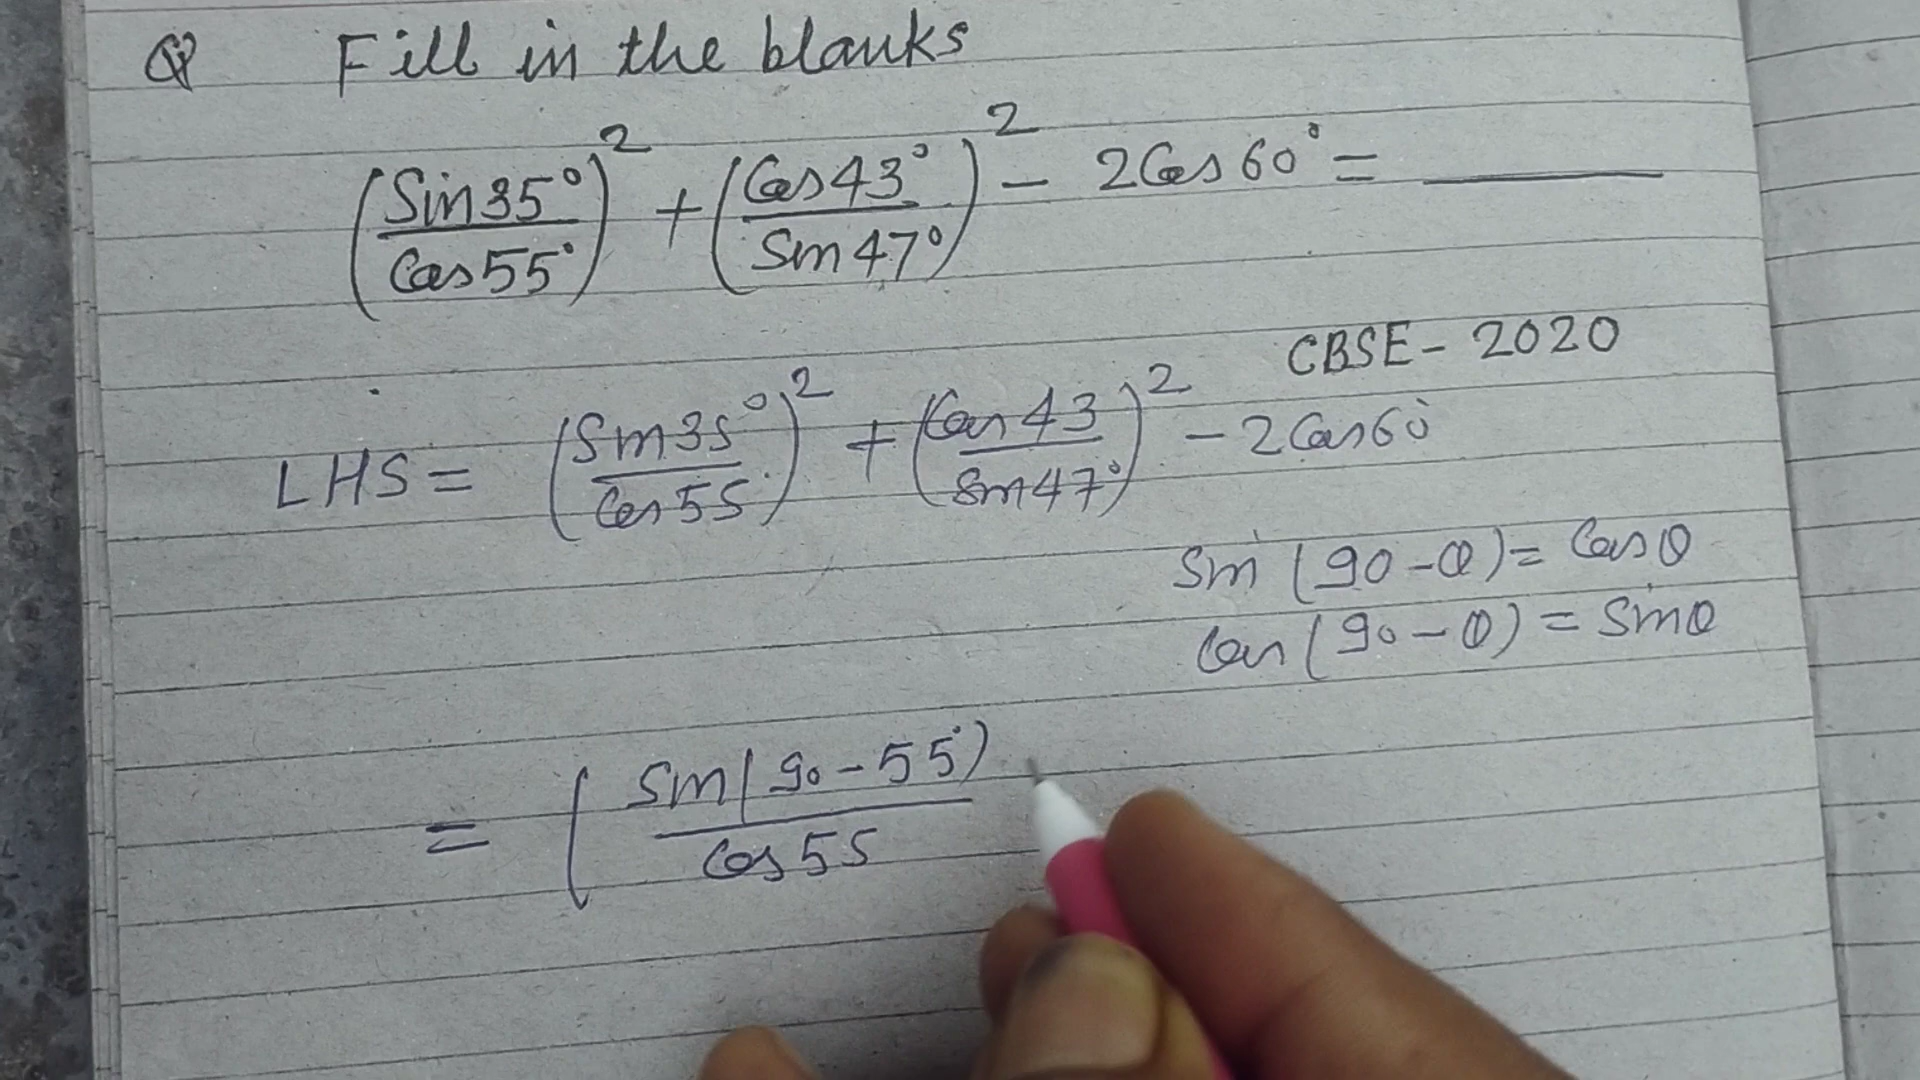 Q Fill in the blanks
(Sin35°/Cos55°)² + (Cos43°/Sin47°)² - 2Cos60° = ______
CBSE - 2020
LHS = (Sin35°/Cos55)² + (Cos43/Sin47°)² - 2Cos60°
Sin(90-θ) = Cosθ
Cos(90-θ) = Sinθ
= (Sin(90-55°)/Cos55